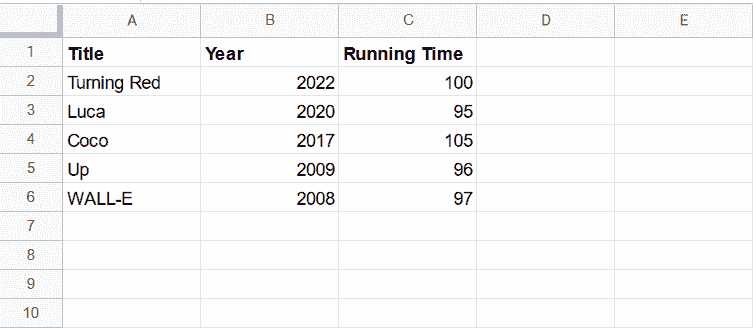 A B C D E
1 Title Year Running Time
2 Turning Red 2022 100
3 Luca 2020 95
4 Coco 2017 105
5 Up 2009 96
6 WALL-E 2008 97
7
8
9
10